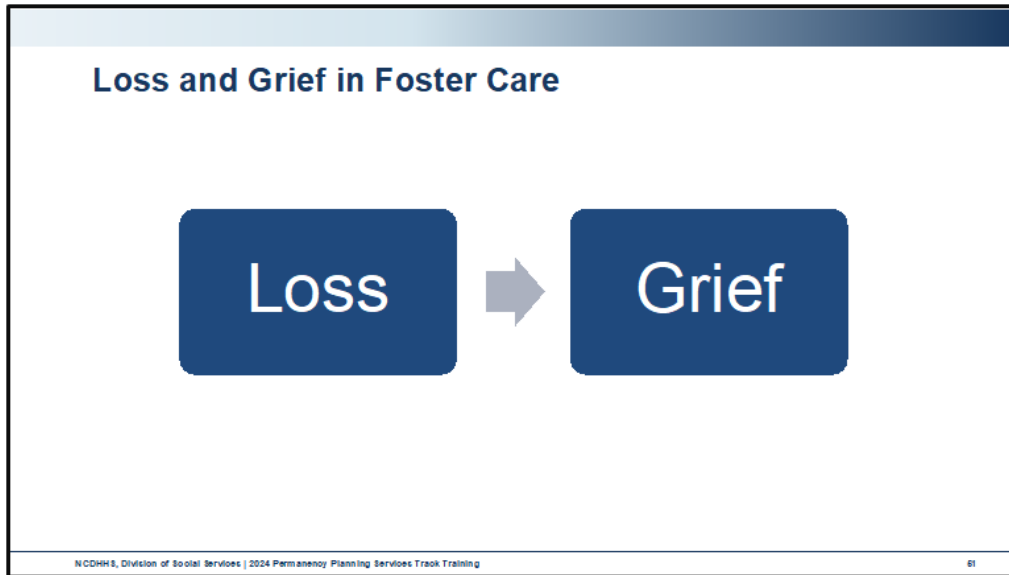 Loss and Grief in Foster Care
Loss
Grief
NCDHHS, Division of Social Services | 2024 Permanency Planning Services Track Training
61